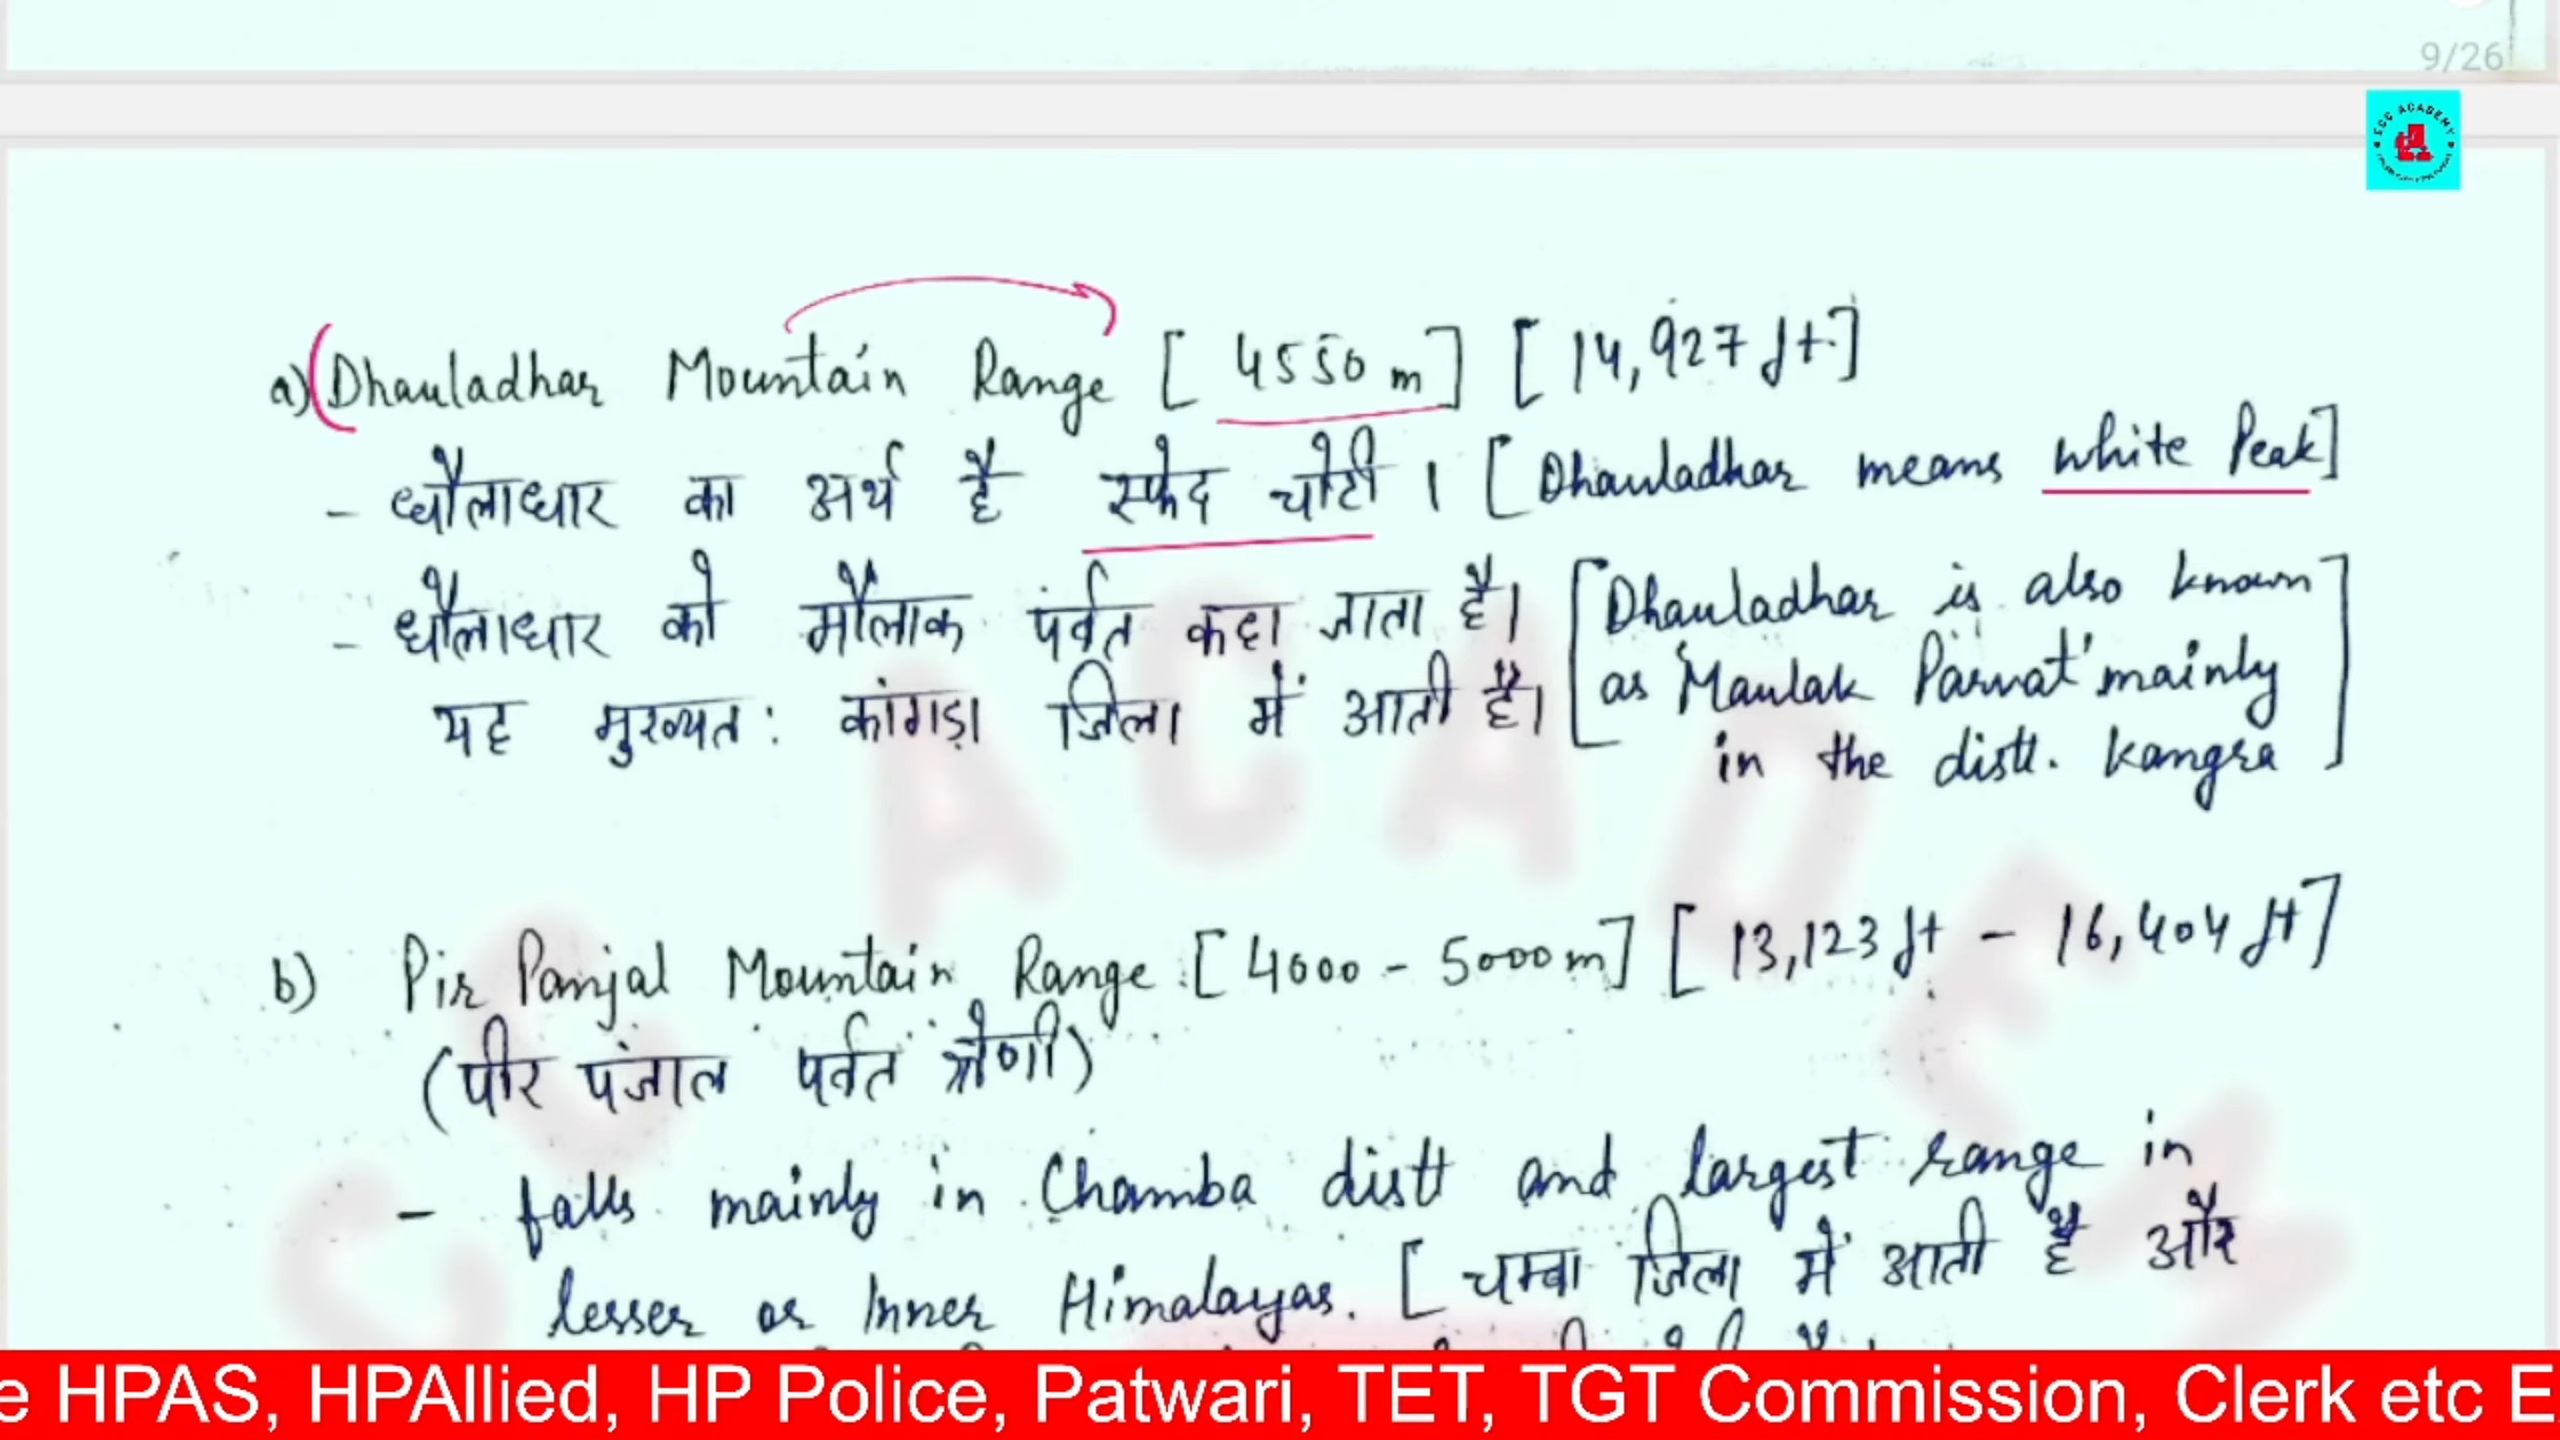 9/26
a) Dhauladhar Mountain Range [ 4550 m ] [ 14,927 ft.]
- धौलाधार का अर्थ है स्फेद चोटी । [ Dhauladhar means white Peak]
- धौलाधार को मौलाक पर्वत कहा जाता है। [Dhauladhar is also known
यह मुख्यत: कांगड़ा जिला में आती है। as 'Maulak Parvat' mainly
in the distt. Kangra ]
b) Pir Panjal Mountain Range [ 4000 - 5000 m] [ 13,123 ft - 16,404 ft ]
(पीर पंजाल पर्वत श्रेणी)
- falls mainly in Chamba distt and largest range in
lesser or Inner Himalayas. [ चम्बा जिला में आती है और
e HPAS, HPAllied, HP Police, Patwari, TET, TGT Commission, Clerk etc E